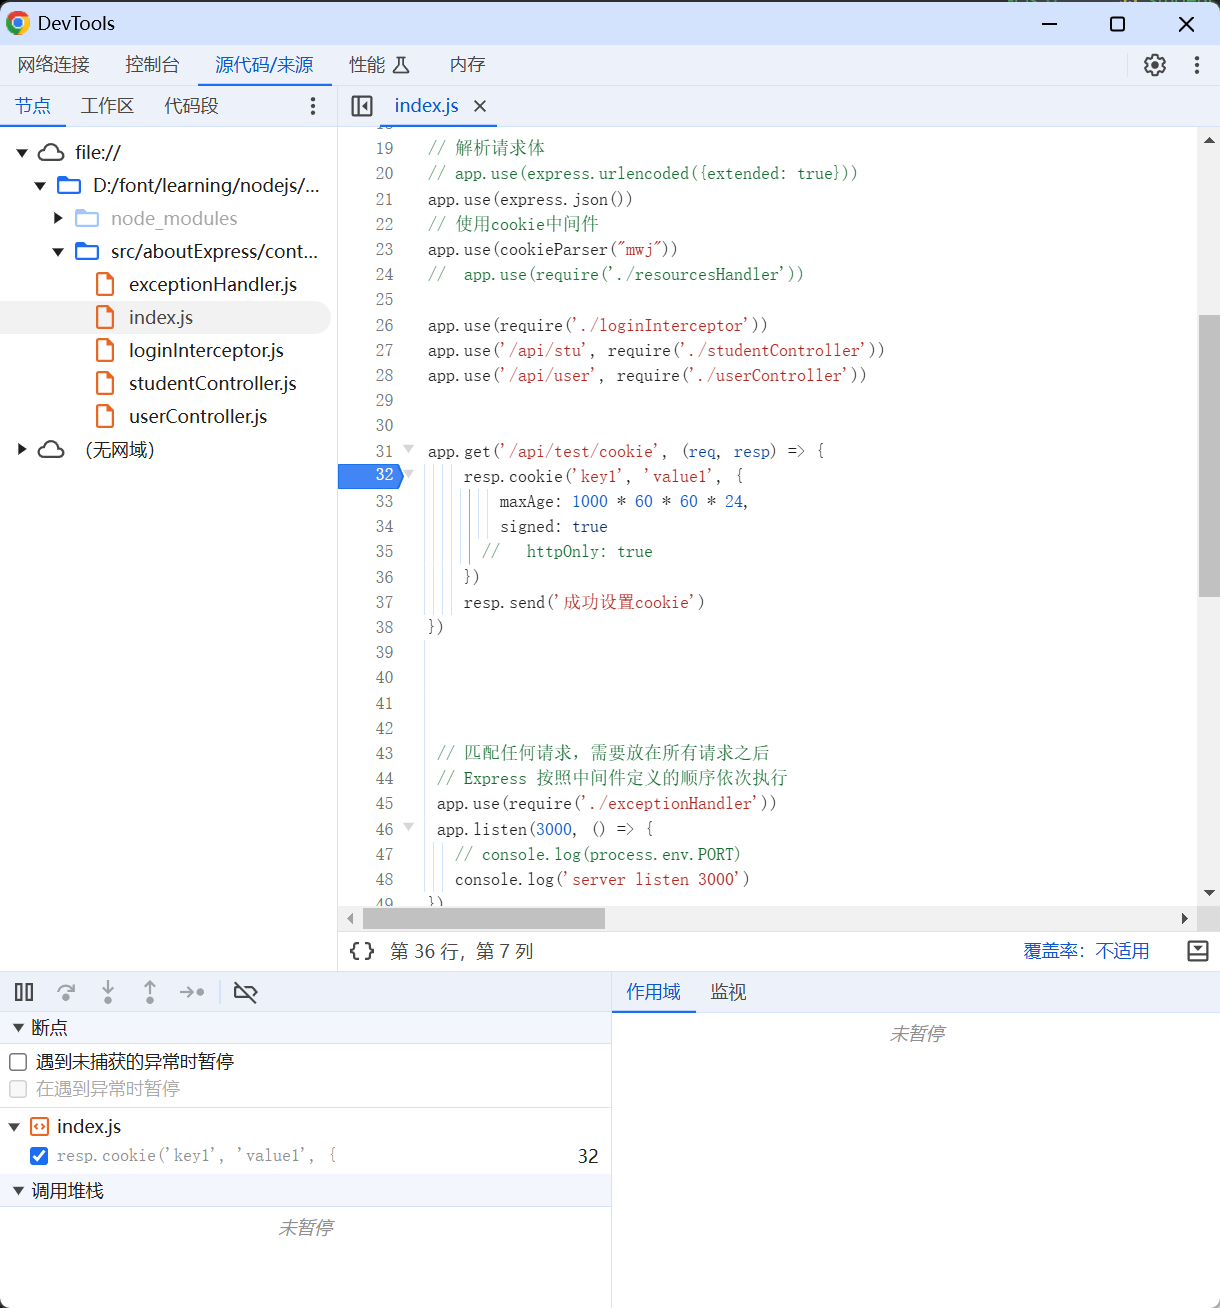 DevTools
网络连接 控制台 源代码/来源 性能 内存
节点 工作区 代码段
index.js
file://
D:/font/learning/nodejs/...
node_modules
src/aboutExpress/cont...
exceptionHandler.js
index.js
loginInterceptor.js
studentController.js
userController.js
（无网域）
19 // 解析请求体
20 // app.use(express.urlencoded({extended: true}))
21 app.use(express.json())
22 // 使用cookie中间件
23 app.use(cookieParser("mwj"))
24 //  app.use(require('./resourcesHandler'))
25
26 app.use(require('./loginInterceptor'))
27 app.use('/api/stu', require('./studentController'))
28 app.use('/api/user', require('./userController'))
29
30
31 app.get('/api/test/cookie', (req, resp) => {
32 resp.cookie('key1', 'value1', {
33 maxAge: 1000 * 60 * 60 * 24,
34 signed: true
35 //   httpOnly: true
36 })
37 resp.send('成功设置cookie')
38 })
39
40
41
42
43 // 匹配任何请求，需要放在所有请求之后
44 // Express 按照中间件定义的顺序依次执行
45 app.use(require('./exceptionHandler'))
46 app.listen(3000, () => {
47 // console.log(process.env.PORT)
48 console.log('server listen 3000')
49 })
{} 第 36 行，第 7 列 覆盖率：不适用
作用域 监视
断点
未暂停
遇到未捕获的异常时暂停
在遇到异常时暂停
index.js
resp.cookie('key1', 'value1', { 32
调用堆栈
未暂停